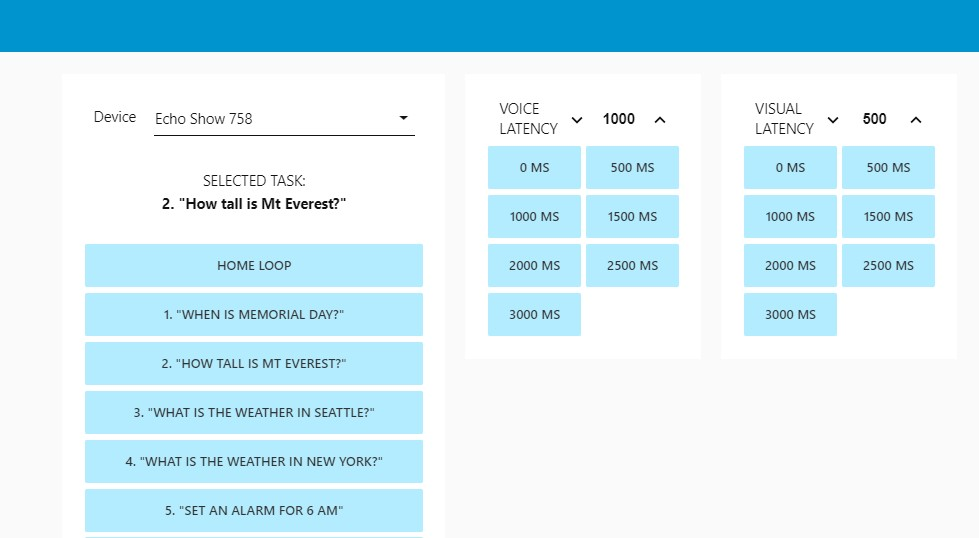 Device
Echo Show 758
SELECTED TASK:
2. "How tall is Mt Everest?"
HOME LOOP
1. "WHEN IS MEMORIAL DAY?"
2. "HOW TALL IS MT EVEREST?"
3. "WHAT IS THE WEATHER IN SEATTLE?"
4. "WHAT IS THE WEATHER IN NEW YORK?"
5. "SET AN ALARM FOR 6 AM"
VOICE
LATENCY
1000
0 MS
500 MS
1000 MS
1500 MS
2000 MS
2500 MS
3000 MS
VISUAL
LATENCY
500
0 MS
500 MS
1000 MS
1500 MS
2000 MS
2500 MS
3000 MS